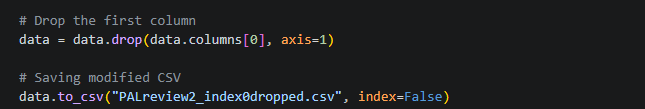 # Drop the first column
data = data.drop(data.columns[0], axis=1)
# Saving modified CSV
data.to_csv("PALreview2_index0dropped.csv", index=False)